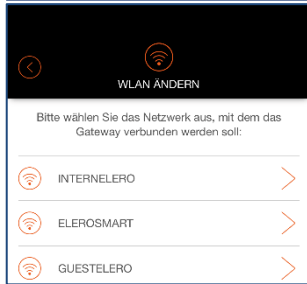 WLAN ÄNDERN
Bitte wählen Sie das Netzwerk aus, mit dem das
Gateway verbunden werden soll:
INTERNELERO
ELEROSMART
GUESTELERO